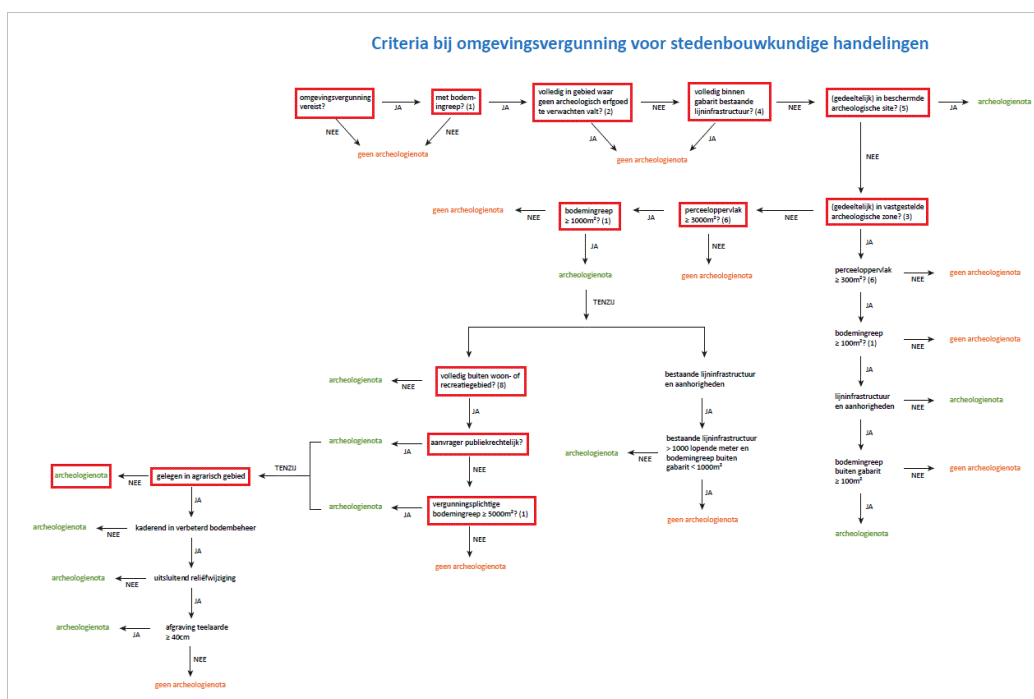 Criteria bij omgevingsvergunning voor stedenbouwkundige handelingen
omgevingsvergunning
vereist?
JA
met bodem-
ingreep? (1)
JA
volledig in gebied waar
geen archeologisch erfgoed
te verwachten valt? (2)
NEE
volledig binnen
gabarit bestaande
lijninfrastructuur? (4)
NEE
(gedeeltelijk) in beschermde
archeologische site? (5)
JA
archeologienota
NEE
NEE
geen archeologienota
JA
JA
geen archeologienota
NEE
geen archeologienota
NEE
bodemingreep
≥ 1000m²? (1)
JA
perceeloppervlak
≥ 3000m²? (6)
NEE
(gedeeltelijk) in vastgestelde
archeologische zone? (3)
JA
NEE
JA
archeologienota
geen archeologienota
perceeloppervlak
≥ 300m²? (6)
NEE
geen archeologienota
TENZIJ
JA
bodemingreep
≥ 100m²? (1)
NEE
geen archeologienota
JA
archeologienota
NEE
volledig buiten woon- of
recreatiegebied? (8)
bestaande lijninfrastructuur
en aanhorigheden
lijninfrastructuur
en aanhorigheden
NEE
archeologienota
JA
JA
JA
archeologienota
JA
aanvrager publiekrechtelijk?
archeologienota
NEE
bestaande lijninfrastructuur
> 1000 lopende meter en
bodemingreep buiten
gabarit < 1000m²
bodemingreep
buiten gabarit
≥ 100m²
NEE
geen archeologienota
archeologienota
NEE
gelegen in agrarisch gebied
TENZIJ
NEE
JA
JA
JA
archeologienota
JA
vergunningsplichtige
bodemingreep ≥ 5000m²? (1)
geen archeologienota
archeologienota
archeologienota
NEE
kaderend in verbeterd bodembeheer
NEE
geen archeologienota
JA
archeologienota
NEE
uitsluitend reliëfwijziging
JA
archeologienota
JA
afgraving teelaarde
≥ 40cm
NEE
geen archeologienota